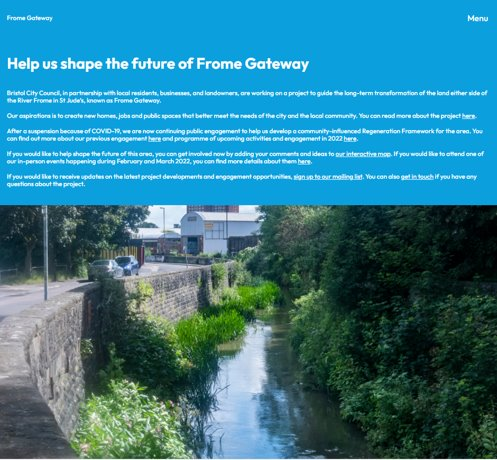 Frome Gateway
Menu
Help us shape the future of Frome Gateway
Bristol City Council, in partnership with local residents, businesses, and landowners, are working on a project to guide the long-term transformation of the land either side of
the River Frome in St Jude's, known as Frome Gateway.
Our aspirations is to create new homes, jobs and public spaces that better meet the needs of the city and the local community. You can read more about the project here.
After a suspension because of COVID-19, we are now continuing public engagement to help us develop a community-influenced Regeneration Framework for the area. You
can find out more about our previous engagement here and programme of upcoming activities and engagement in 2022 here.
If you would like to help shape the future of this area, you can get involved now by adding your comments and ideas to our interactive map. If you would like to attend one of
our in-person events happening during February and March 2022, you can find more details about them here.
If you would like to receive updates on the latest project developments and engagement opportunities, sign up to our mailing list. You can also get in touch if you have any
questions about the project.